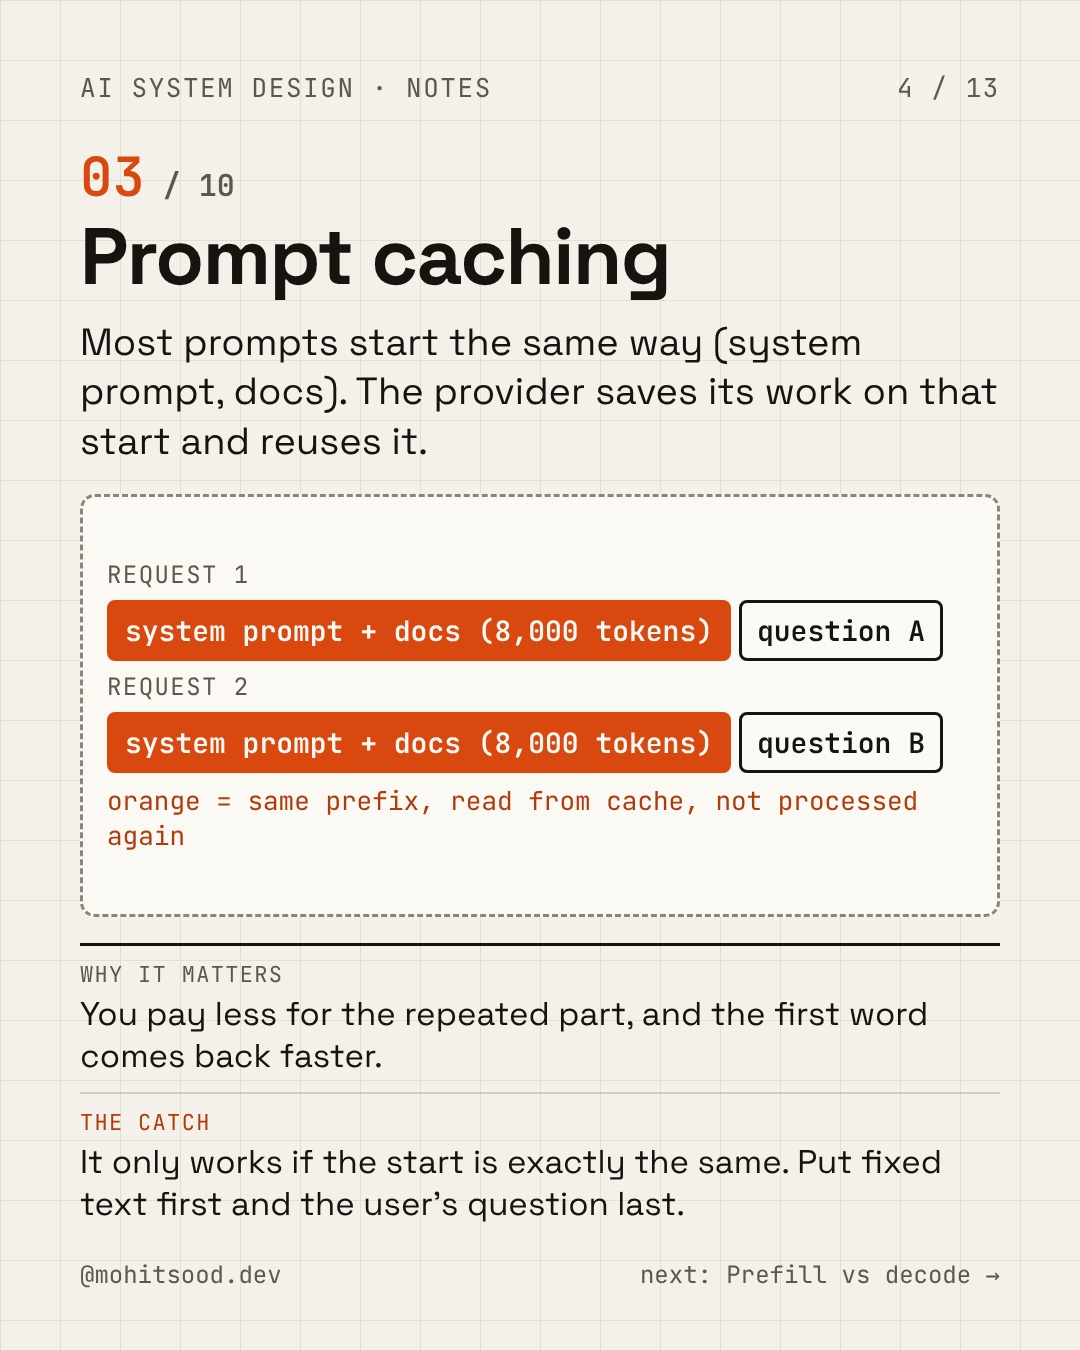 AI SYSTEM DESIGN · NOTES
4 / 13
03 / 10
Prompt caching
Most prompts start the same way (system
prompt, docs). The provider saves its work on that
start and reuses it.
REQUEST 1
system prompt + docs (8,000 tokens) question A
REQUEST 2
system prompt + docs (8,000 tokens) question B
orange = same prefix, read from cache, not processed
again
WHY IT MATTERS
You pay less for the repeated part, and the first word
comes back faster.
THE CATCH
It only works if the start is exactly the same. Put fixed
text first and the user’s question last.
@mohitsood.dev
next: Prefill vs decode →